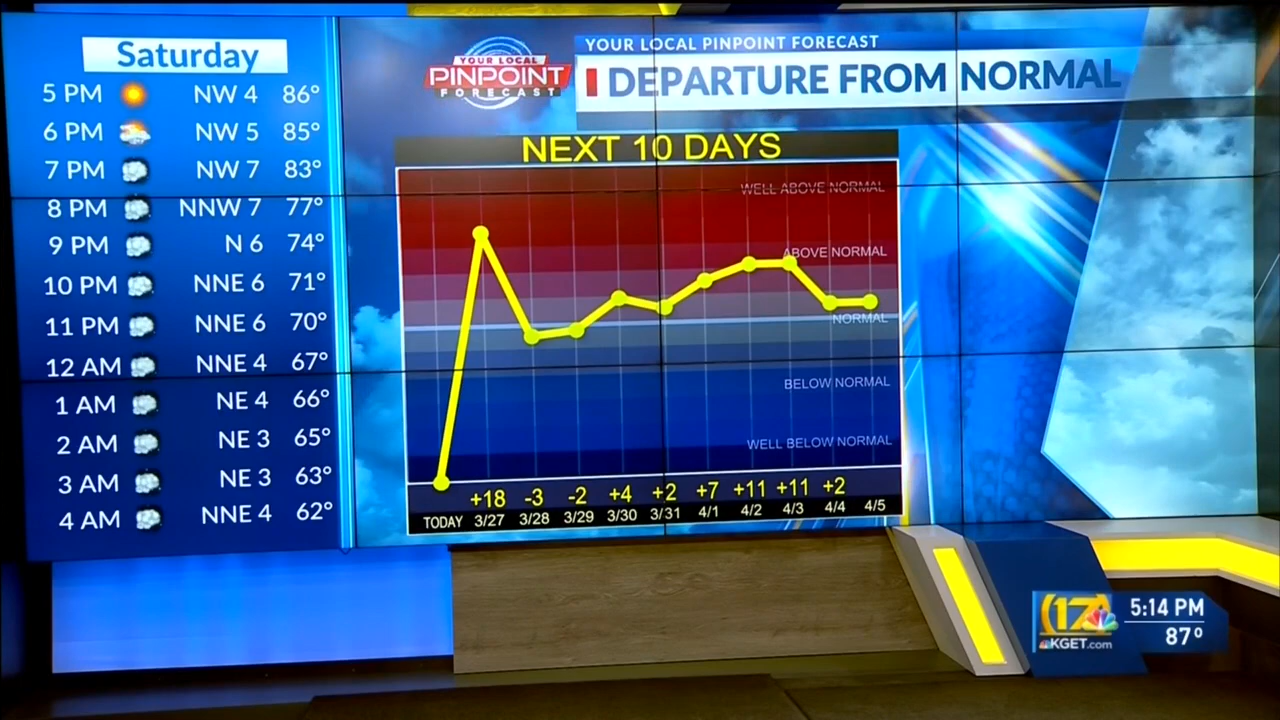 Saturday
5 PM NW 4 86°
6 PM NW 5 85°
7 PM NW 7 83°
8 PM NNW 7 77°
9 PM N 6 74°
10 PM NNE 6 71°
11 PM NNE 6 70°
12 AM NNE 4 67°
1 AM NE 4 66°
2 AM NE 3 65°
3 AM NE 3 63°
4 AM NNE 4 62°
YOUR LOCAL
PINPOINT
FORECAST
YOUR LOCAL PINPOINT FORECAST
DEPARTURE FROM NORMAL
NEXT 10 DAYS
WELL ABOVE NORMAL
ABOVE NORMAL
NORMAL
BELOW NORMAL
WELL BELOW NORMAL
+18 -3 -2 +4 +2 +7 +11 +11 +2
TODAY 3/27 3/28 3/29 3/30 3/31 4/1 4/2 4/3 4/4 4/5
17
KGET.com
5:14 PM
87°